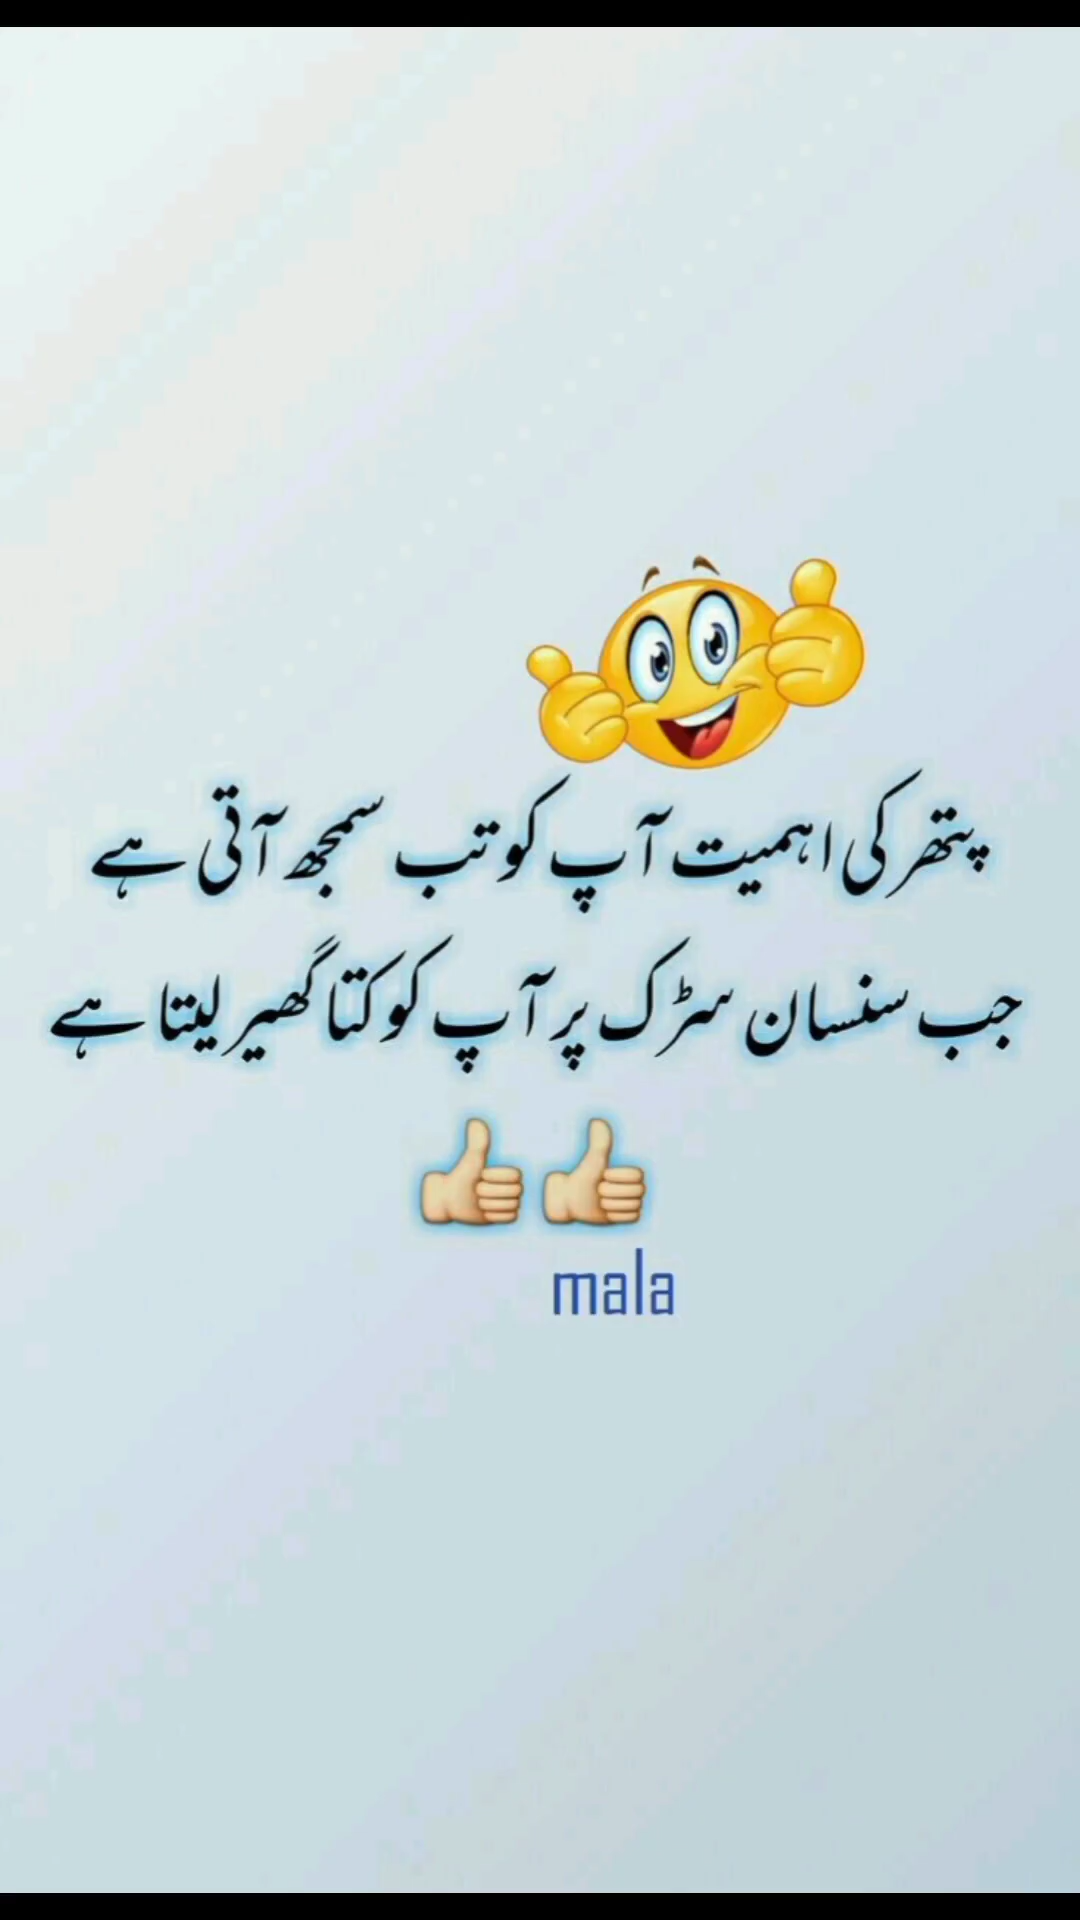 پتھر کی اہمیت آپ کو تب سمجھ آتی ہے
جب سنسان سڑک پر آپ کو کتا گھیر لیتا ہے
mala